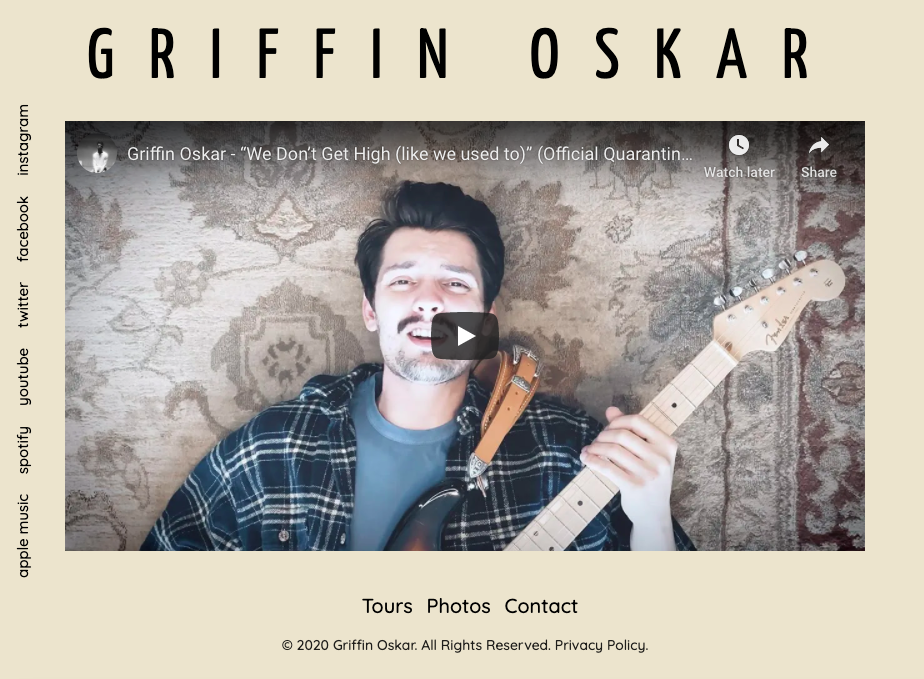 GRIFFIN OSKAR
instagram
facebook
twitter
youtube
spotify
apple music
Griffin Oskar - “We Don’t Get High (like we used to)” (Official Quarantin...
Watch later
Share
Fender
Tours Photos Contact
© 2020 Griffin Oskar. All Rights Reserved. Privacy Policy.